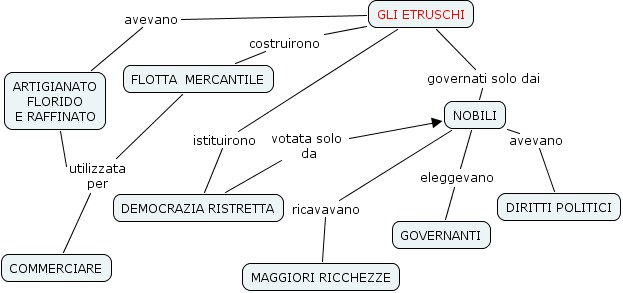 GLI ETRUSCHI
avevano
costruirono
governati solo dai
ARTIGIANATO
FLORIDO
E RAFFINATO
FLOTTA MERCANTILE
NOBILI
istituirono
votata solo
da
avevano
utilizzata
per
eleggevano
DEMOCRAZIA RISTRETTA
ricavavano
DIRITTI POLITICI
GOVERNANTI
COMMERCIARE
MAGGIORI RICCHEZZE